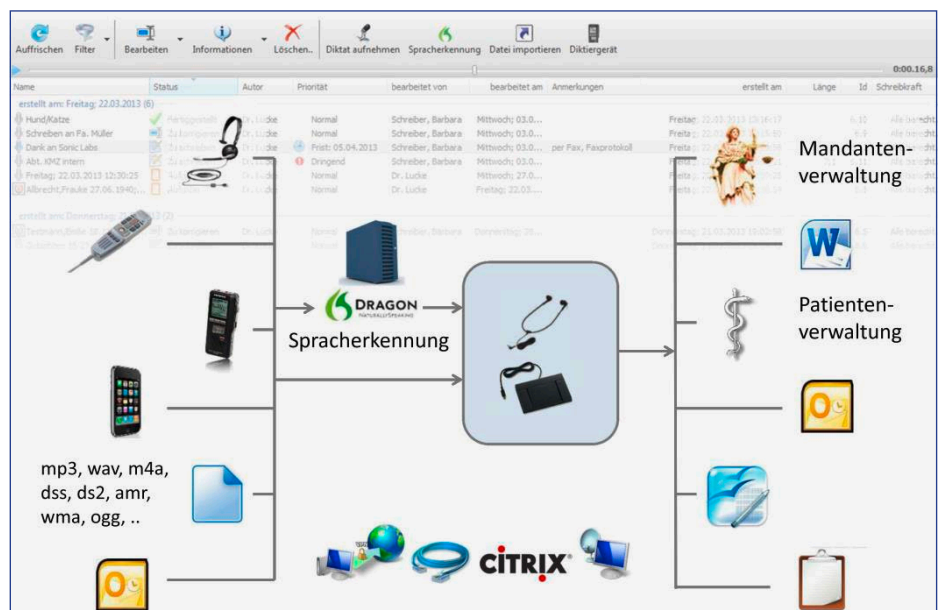 Auffrischen Filter Bearbeiten Informationen Löschen.. Diktat aufnehmen Spracherkennung Datei importieren Diktiergerät
0:00.16,8
Name Status Autor Priorität bearbeitet von bearbeitet am Anmerkungen erstellt am Länge Id Schreibkraft
erstellt am: Freitag; 22.03.2013 (6)
Hund/Katze Normal Schreiber, Barbara Mittwoch; 03.0...
Schreiben an Fa. Müller Normal Schreiber, Barbara Mittwoch; 03.0...
Dank an Sonic Labs Frist: 05.04.2013 Schreiber, Barbara Mittwoch; 03.0... per Fax, Faxprotokoll
Abt. KMZ intern Dringend Schreiber, Barbara Mittwoch; 03.0...
Freitag; 22.03.2013 12:30:25 Normal Dr. Lucke Mittwoch; 27.0...
Albrecht;Frauke 27.06.1940;... Normal Dr. Lucke Freitag; 22.03....
Mandanten-
verwaltung
W
DRAGON
NATURALLYSPEAKING
Spracherkennung
Patienten-
verwaltung
O
mp3, wav, m4a,
dss, ds2, amr,
wma, ogg, ..
O
CITRIX